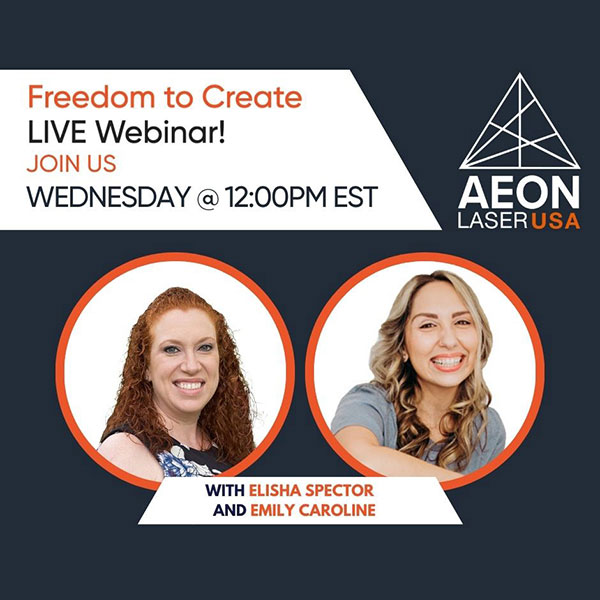 Freedom to Create
LIVE Webinar!
JOIN US
WEDNESDAY @ 12:00PM EST
AEON
LASER USA
WITH ELISHA SPECTOR
AND EMILY CAROLINE